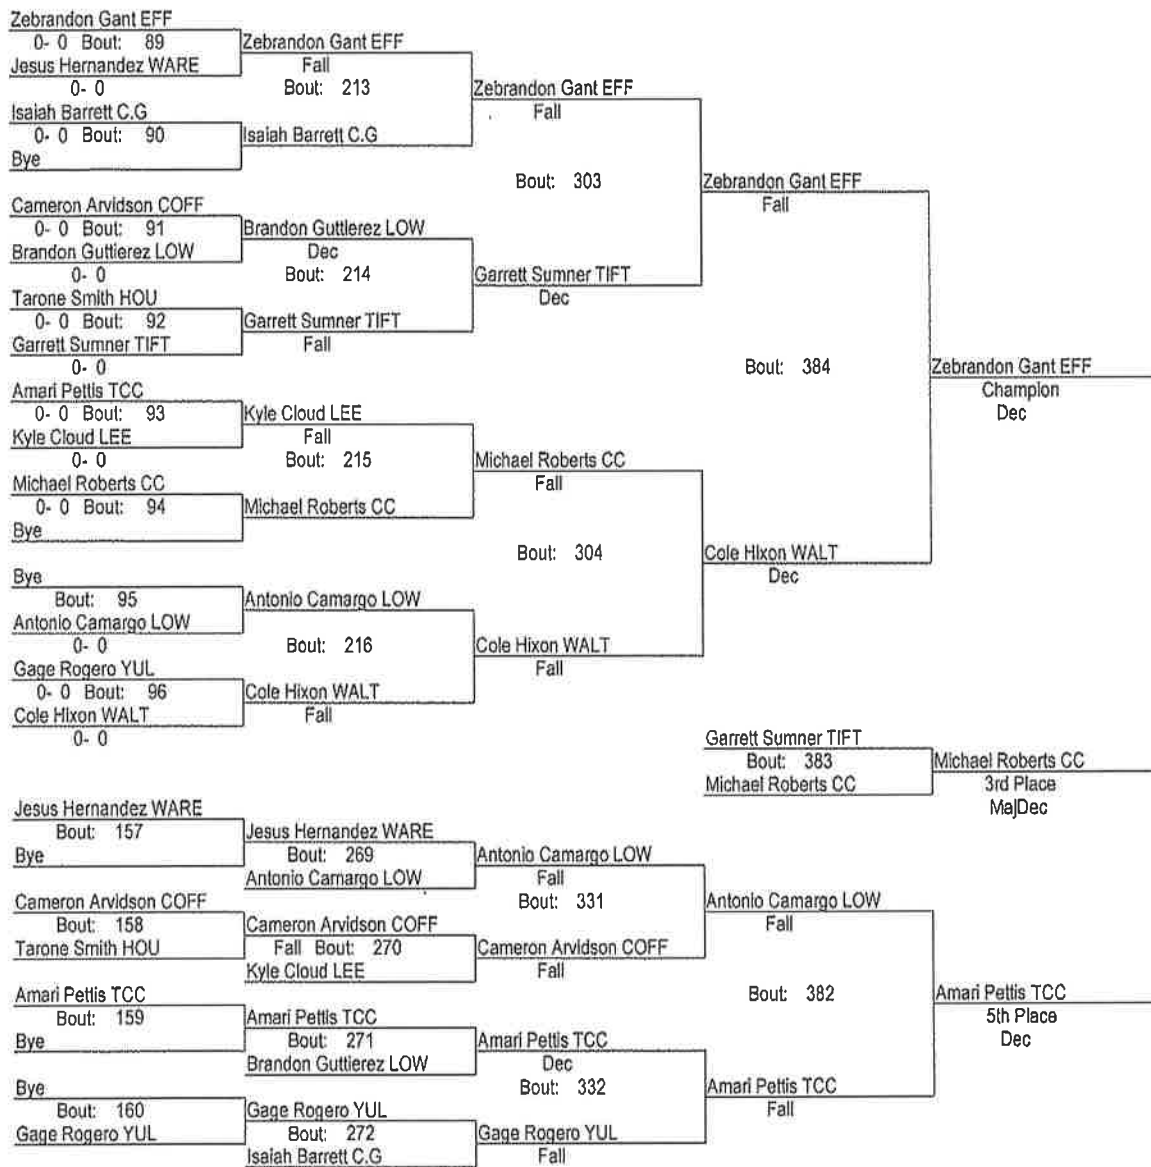 Zebrandon Gant EFF
0- 0 Bout: 89
Jesus Hernandez WARE
0- 0
Isaiah Barrett C.G
0- 0 Bout: 90
Bye
Cameron Arvidson COFF
0- 0 Bout: 91
Brandon Guttierez LOW
0- 0
Tarone Smith HOU
0- 0 Bout: 92
Garrett Sumner TIFT
0- 0
Amari Pettis TCC
0- 0 Bout: 93
Kyle Cloud LEE
0- 0
Michael Roberts CC
0- 0 Bout: 94
Bye
Bye
Bout: 95
Antonio Camargo LOW
0- 0
Gage Rogero YUL
0- 0 Bout: 96
Cole Hixon WALT
0- 0
Zebrandon Gant EFF
Fall
Bout: 213
Isaiah Barrett C.G
Brandon Guttierez LOW
Dec
Bout: 214
Garrett Sumner TIFT
Fall
Kyle Cloud LEE
Fall
Bout: 215
Michael Roberts CC
Antonio Camargo LOW
Bout: 216
Cole Hixon WALT
Fall
Zebrandon Gant EFF
Fall
Bout: 303
Garrett Sumner TIFT
Dec
Michael Roberts CC
Fall
Bout: 304
Cole Hixon WALT
Fall
Zebrandon Gant EFF
Fall
Bout: 384
Cole Hixon WALT
Dec
Zebrandon Gant EFF
Champion
Dec
Garrett Sumner TIFT
Bout: 383
Michael Roberts CC
Michael Roberts CC
3rd Place
MajDec
Jesus Hernandez WARE
Bout: 157
Bye
Cameron Arvidson COFF
Bout: 158
Tarone Smith HOU
Amari Pettis TCC
Bout: 159
Bye
Bye
Bout: 160
Gage Rogero YUL
Jesus Hernandez WARE
Bout: 269
Antonio Camargo LOW
Cameron Arvidson COFF
Fall Bout: 270
Kyle Cloud LEE
Amari Pettis TCC
Bout: 271
Brandon Guttierez LOW
Gage Rogero YUL
Bout: 272
Isaiah Barrett C.G
Antonio Camargo LOW
Fall
Bout: 331
Cameron Arvidson COFF
Fall
Amari Pettis TCC
Dec
Bout: 332
Gage Rogero YUL
Fall
Antonio Camargo LOW
Fall
Bout: 382
Amari Pettis TCC
Fall
Amari Pettis TCC
5th Place
Dec